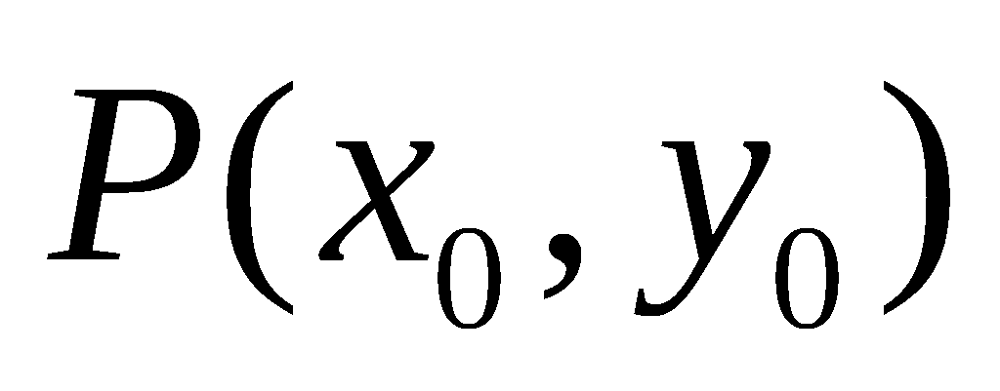 P(x₀, y₀)